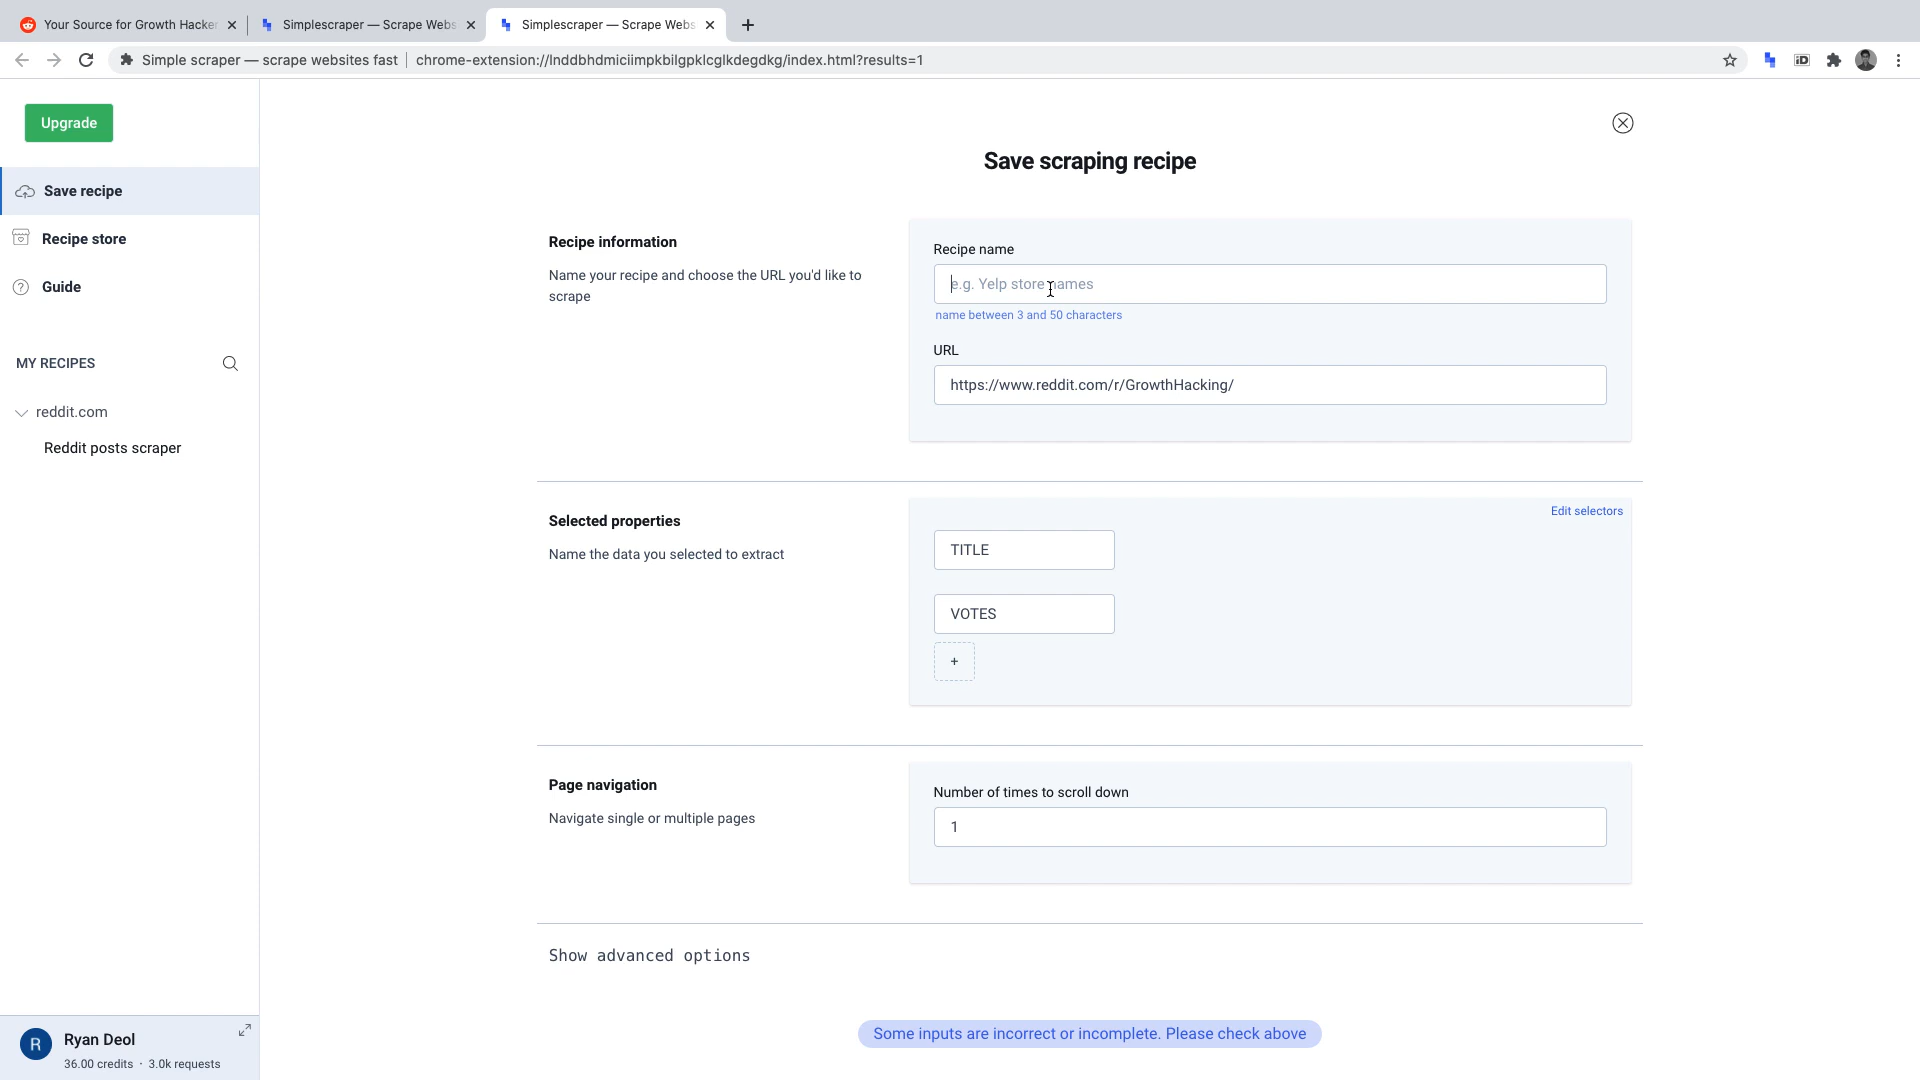 Your Source for Growth Hacke
Simplescraper — Scrape Webs
Simplescraper — Scrape Webs
Simple scraper — scrape websites fast
chrome-extension://lnddbhdmiciimpkbilgpklcglkdegdkg/index.html?results=1
iD
Upgrade
Save recipe
Recipe store
Guide
MY RECIPES
reddit.com
Reddit posts scraper
R
Ryan Deol
36.00 credits · 3.0k requests
Save scraping recipe
Recipe information
Name your recipe and choose the URL you'd like to
scrape
Recipe name
e.g. Yelp store names
name between 3 and 50 characters
URL
https://www.reddit.com/r/GrowthHacking/
Selected properties
Name the data you selected to extract
Edit selectors
TITLE
VOTES
+
Page navigation
Navigate single or multiple pages
Number of times to scroll down
1
Show advanced options
Some inputs are incorrect or incomplete. Please check above